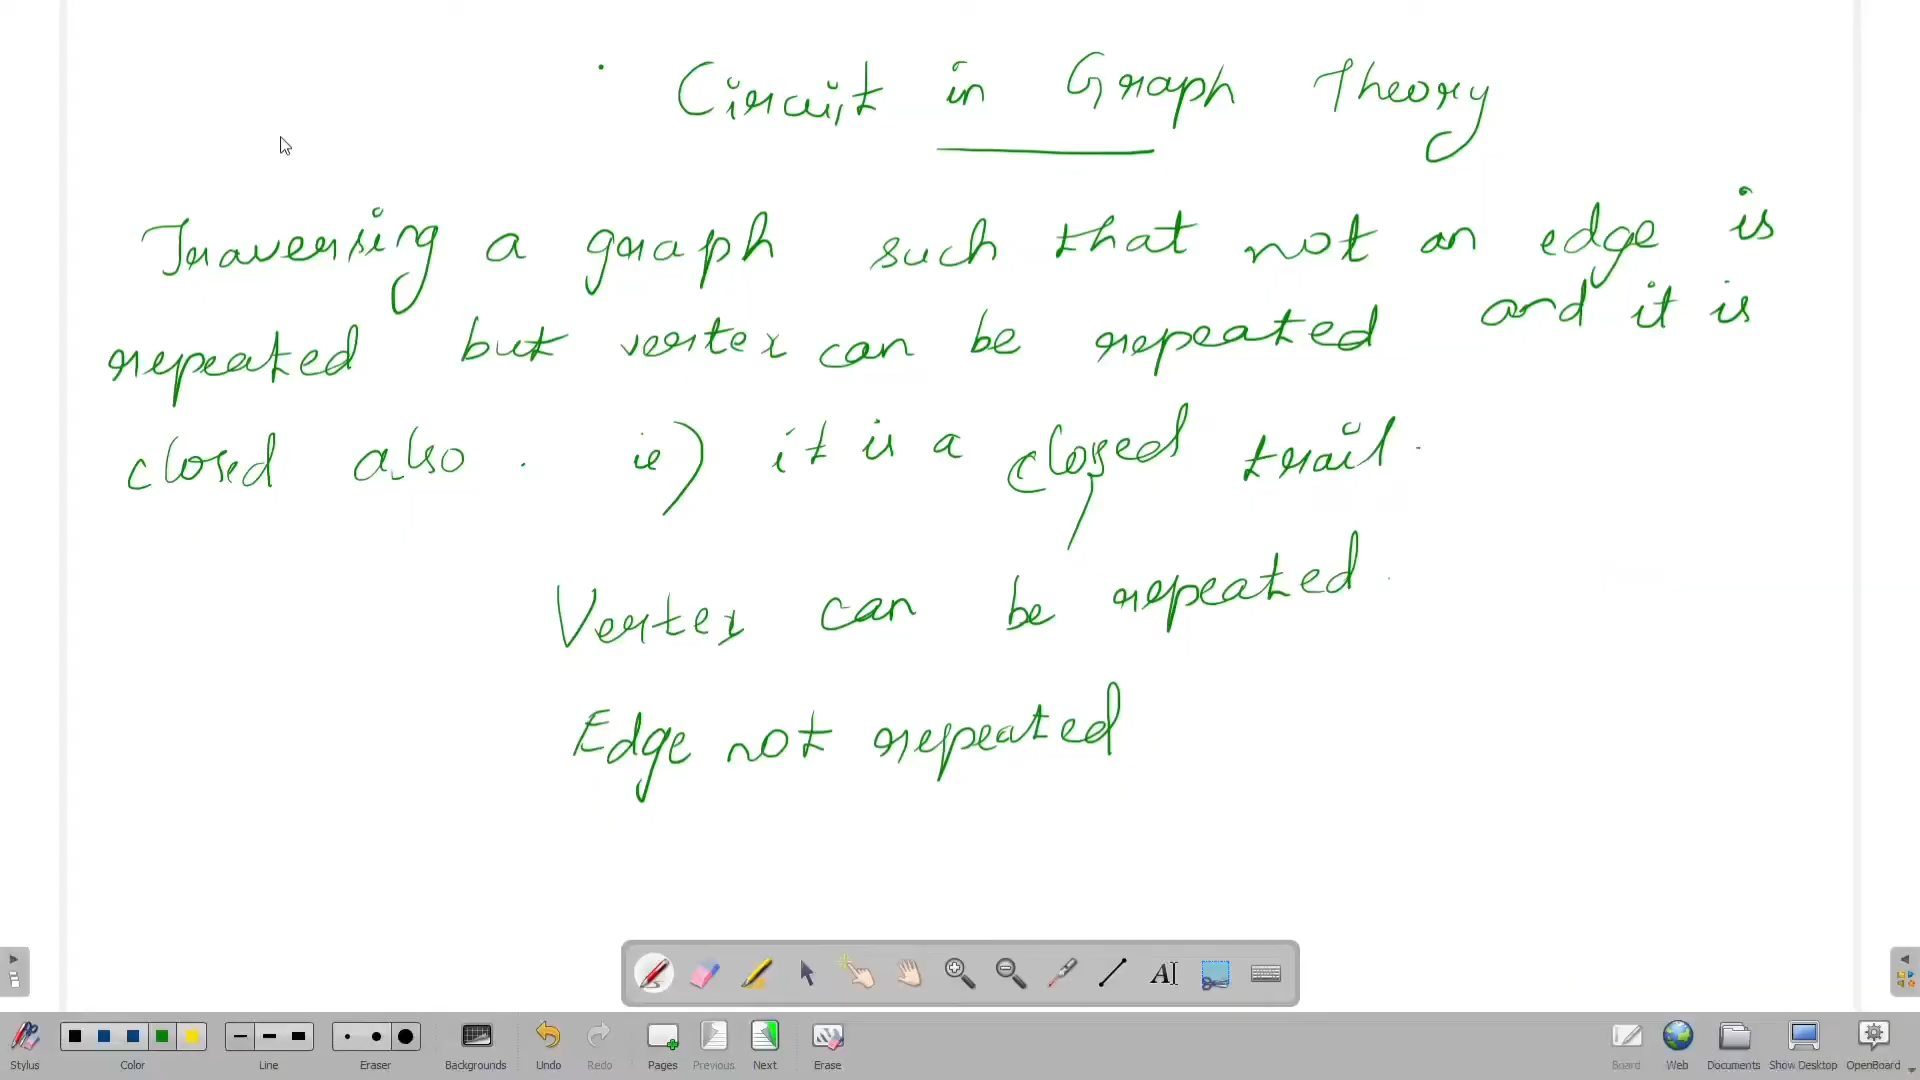 Circuit in Graph Theory
Traversing a graph such that not an edge is
repeated but vertex can be repeated and it is
closed also. ie) it is a closed trail.
Vertex can be repeated.
Edge not repeated
Stylus
Color
Line
Eraser
Backgrounds
Undo
Redo
Pages
Previous
Next
Erase
Board
Web
Documents
Show Desktop
OpenBoard